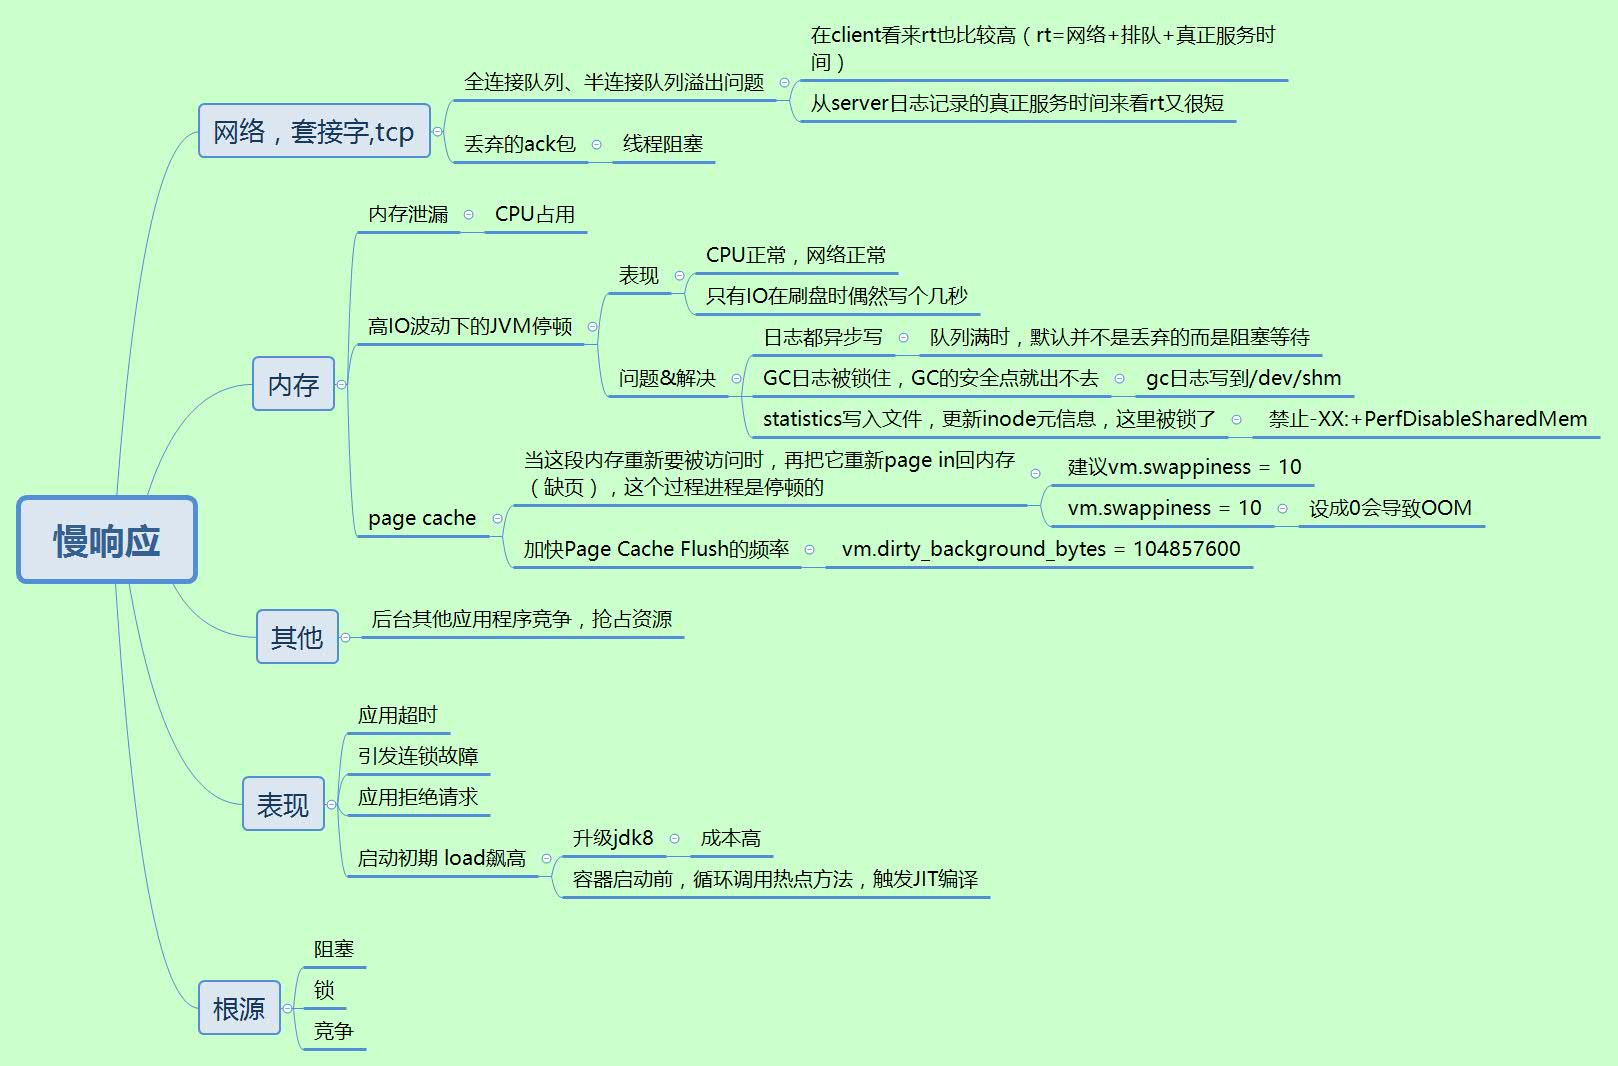 慢响应
网络，套接字,tcp
全连接队列、半连接队列溢出问题
在client看来rt也比较高（rt=网络+排队+真正服务时
间）
从server日志记录的真正服务时间来看rt又很短
丢弃的ack包
线程阻塞
内存
内存泄漏
CPU占用
高IO波动下的JVM停顿
表现
CPU正常，网络正常
只有IO在刷盘时偶然写个几秒
问题&解决
日志都异步写
队列满时，默认并不是丢弃的而是阻塞等待
GC日志被锁住，GC的安全点就出不去
gc日志写到/dev/shm
statistics写入文件，更新inode元信息，这里被锁了
禁止-XX:+PerfDisableSharedMem
page cache
当这段内存重新要被访问时，再把它重新page in回内存
（缺页），这个过程进程是停顿的
建议vm.swappiness = 10
vm.swappiness = 10
设成0会导致OOM
加快Page Cache Flush的频率
vm.dirty_background_bytes = 104857600
其他
后台其他应用程序竞争，抢占资源
表现
应用超时
引发连锁故障
应用拒绝请求
启动初期 load飙高
升级jdk8
成本高
容器启动前，循环调用热点方法，触发JIT编译
根源
阻塞
锁
竞争